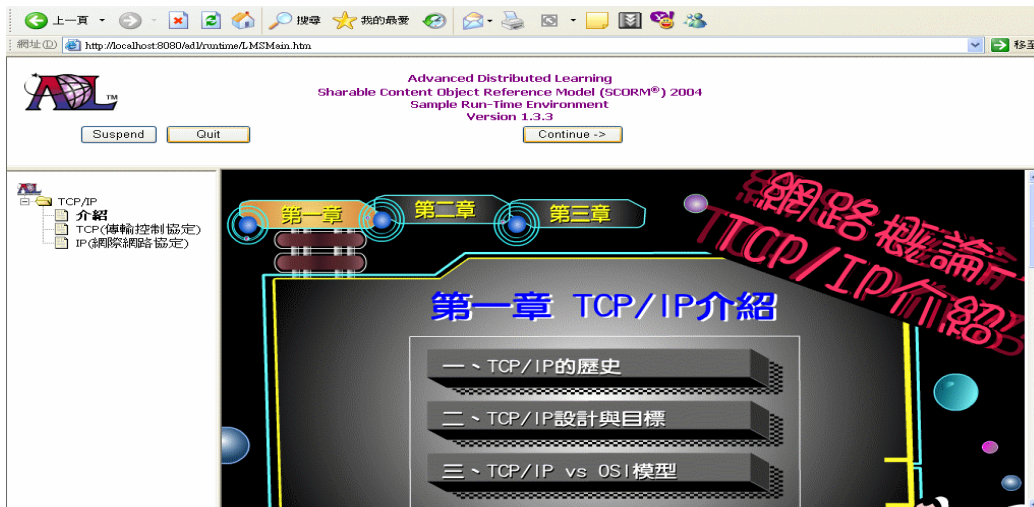 上一頁 搜尋 我的最愛
網址(D) http://localhost:8080/adl/runtime/LMSMain.htm 移至
ADL TM
Advanced Distributed Learning
Sharable Content Object Reference Model (SCORM®) 2004
Sample Run-Time Environment
Version 1.3.3
Suspend Quit Continue ->
ADL
TCP/IP
介紹
TCP(傳輸控制協定)
IP(網際網路協定)
第一章 第二章 第三章
網路概論
TCP/IP介紹
第一章 TCP/IP介紹
一、TCP/IP的歷史
二、TCP/IP設計與目標
三、TCP/IP vs OSI模型